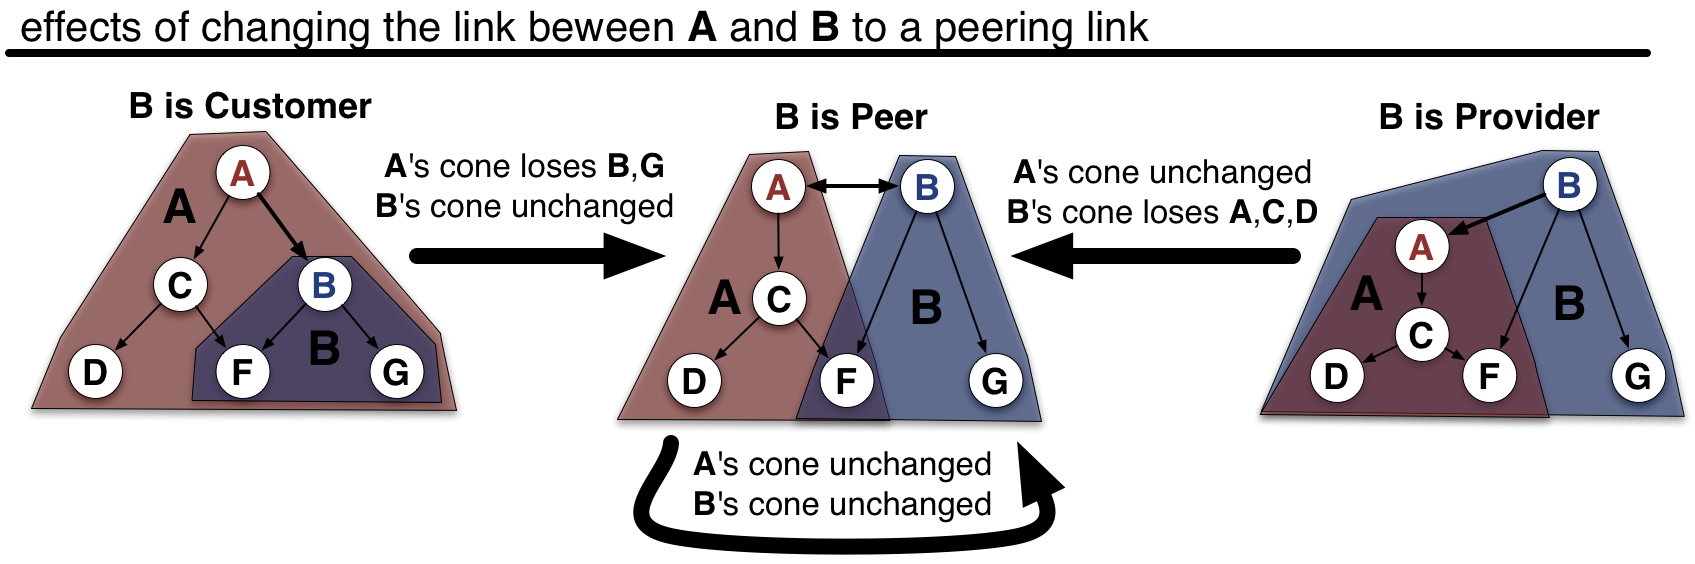 effects of changing the link beween A and B to a peering link
B is Customer
A
A
C
B
B
D
F
G
A's cone loses B,G
B's cone unchanged
B is Peer
A
B
A
C
B
D
F
G
A's cone unchanged
B's cone unchanged
A's cone unchanged
B's cone loses A,C,D
B is Provider
B
A
A
B
C
D
F
G